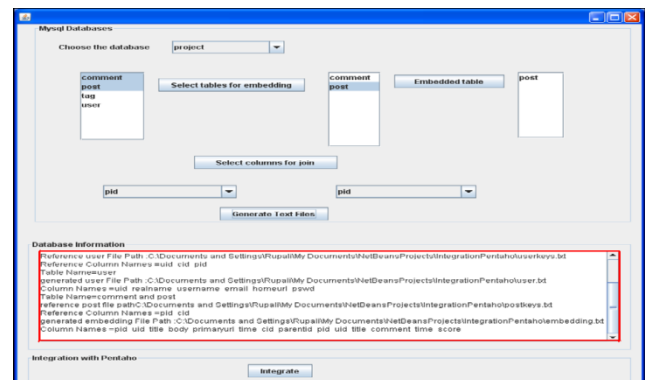 Mysql Databases
Choose the database project
comment
post
tag
user
Select tables for embedding
comment
post
Embedded table
post
Select columns for join
pid pid
Generate Text Files
Database Information
Reference user File Path :C:\Documents and Settings\Rupali\My Documents\NetBeansProjects\IntegrationPentaho\userkeys.txt
Reference Column Names =uid cid pid
Table Name=user
generated user File Path :C:\Documents and Settings\Rupali\My Documents\NetBeansProjects\IntegrationPentaho\user.txt
Column Names =uid realname username email homeurl pswd
Table Name=comment and post
reference post file pathC:\Documents and Settings\Rupali\My Documents\NetBeansProjects\IntegrationPentaho\postkeys.txt
Reference Column Names =pid cid
generated embedding File Path :C:\Documents and Settings\Rupali\My Documents\NetBeansProjects\IntegrationPentaho\embedding.txt
Column Names =pid uid title body primaryurl time cid parentid pid uid title comment time score
Integration with Pentaho
Integrate